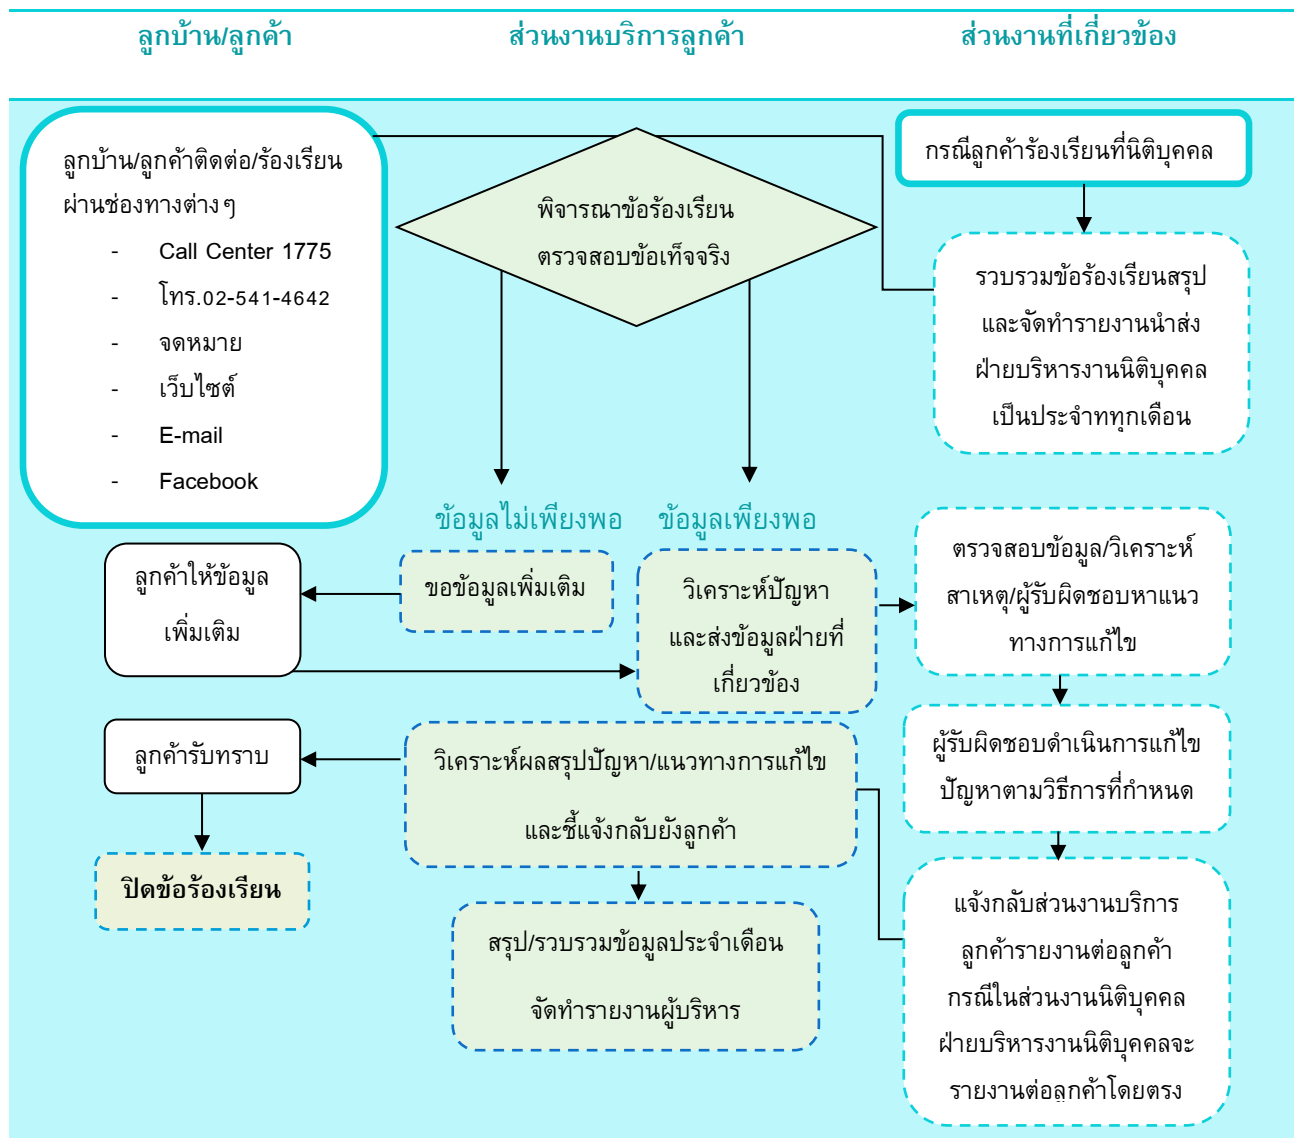 ลูกบ้าน/ลูกค้า
ส่วนงานบริการลูกค้า
ส่วนงานที่เกี่ยวข้อง
ลูกบ้าน/ลูกค้าติดต่อ/ร้องเรียน
ผ่านช่องทางต่าง ๆ
- Call Center 1775
- โทร.02-541-4642
- จดหมาย
- เว็บไซต์
- E-mail
- Facebook
พิจารณาข้อร้องเรียน
ตรวจสอบข้อเท็จจริง
กรณีลูกค้าร้องเรียนที่นิติบุคคล
รวบรวมข้อร้องเรียนสรุป
และจัดทำรายงานนำส่ง
ฝ่ายบริหารงานนิติบุคคล
เป็นประจำททุกเดือน
ข้อมูลไม่เพียงพอ
ข้อมูลเพียงพอ
ลูกค้าให้ข้อมูล
เพิ่มเติม
ขอข้อมูลเพิ่มเติม
วิเคราะห์ปัญหา
และส่งข้อมูลฝ่ายที่
เกี่ยวข้อง
ตรวจสอบข้อมูล/วิเคราะห์
สาเหตุ/ผู้รับผิดชอบหาแนว
ทางการแก้ไข
ลูกค้ารับทราบ
วิเคราะห์ผลสรุปปัญหา/แนวทางการแก้ไข
และชี้แจ้งกลับยังลูกค้า
ผู้รับผิดชอบดำเนินการแก้ไข
ปัญหาตามวิธีการที่กำหนด
ปิดข้อร้องเรียน
สรุป/รวบรวมข้อมูลประจำเดือน
จัดทำรายงานผู้บริหาร
แจ้งกลับส่วนงานบริการ
ลูกค้ารายงานต่อลูกค้า
กรณีในส่วนงานนิติบุคคล
ฝ่ายบริหารงานนิติบุคคลจะ
รายงานต่อลูกค้าโดยตรง